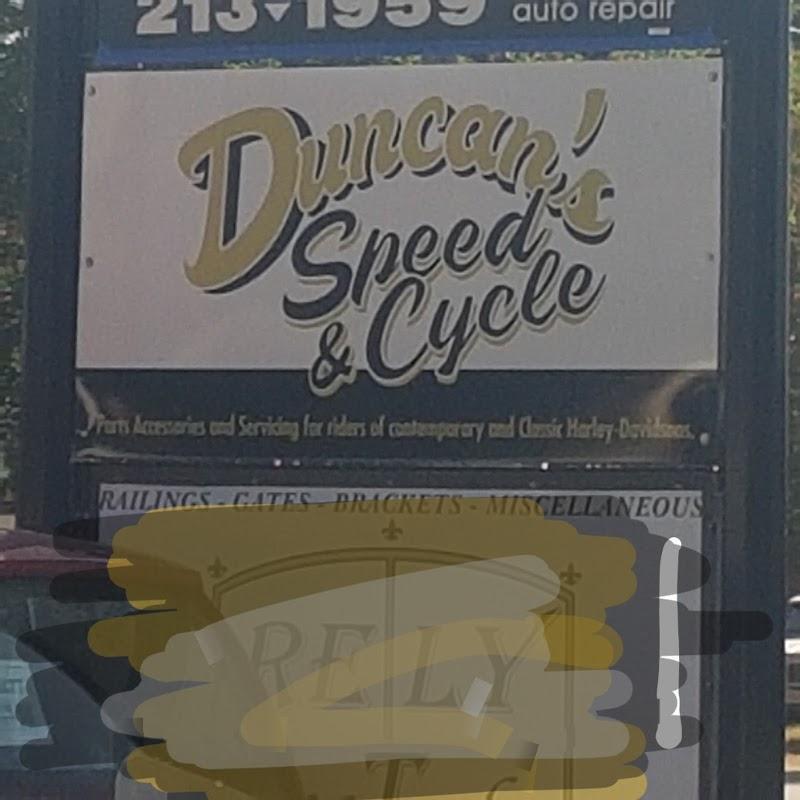 213▼1959 auto repair
Duncan's
Speed
& Cycle
Parts Accessories and Servicing for riders of contemporary and Classic Harley-Davidsons.
RAILINGS - GATES - BRACKETS - MISCELLANEOUS
RELY